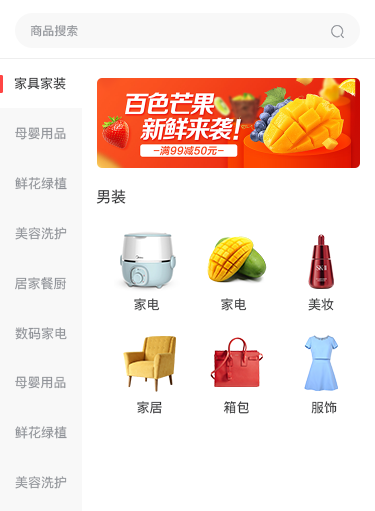 商品搜索
家具家装
母婴用品
鲜花绿植
美容洗护
居家餐厨
数码家电
母婴用品
鲜花绿植
美容洗护
百色芒果
新鲜来袭!
-满99减50元-
男装
家电
家电
SK-II
美妆
家居
箱包
服饰